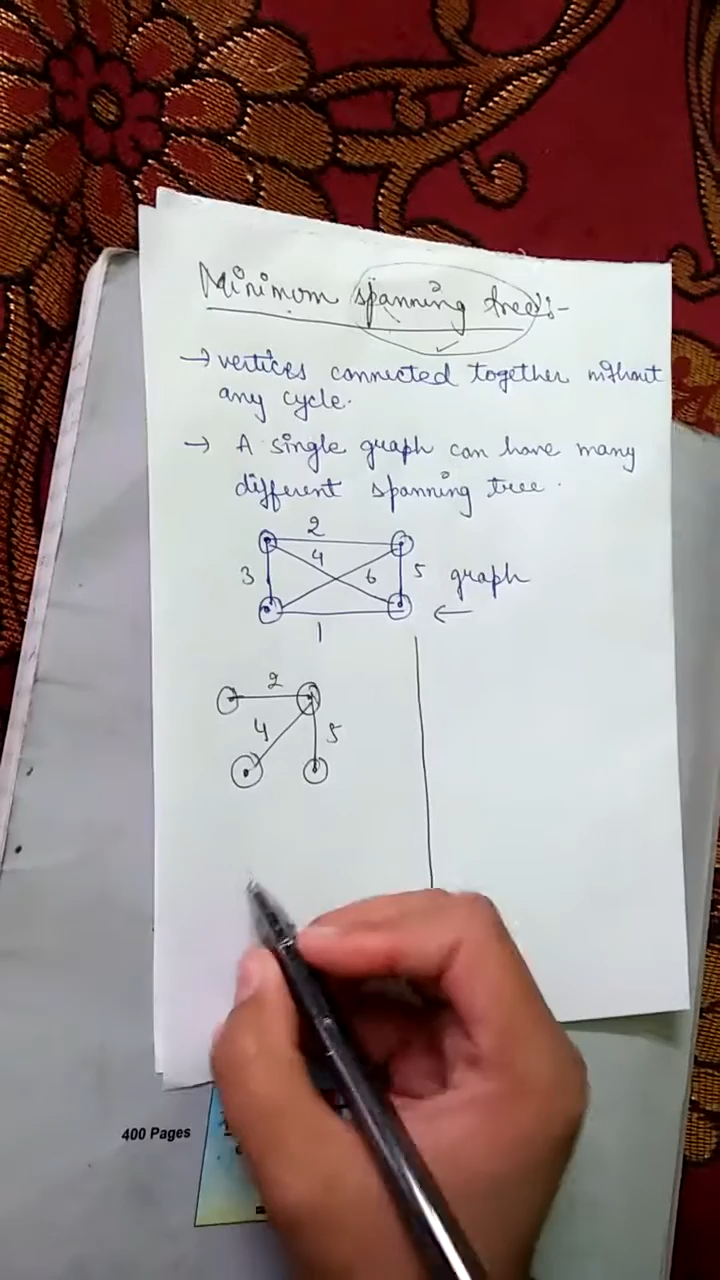 Minimum spanning tree's:-
→ vertices connected together without
any cycle.
→ A single graph can have many
different spanning tree.
2
4
3 6 5 graph
←
1
2
4 5
400 Pages